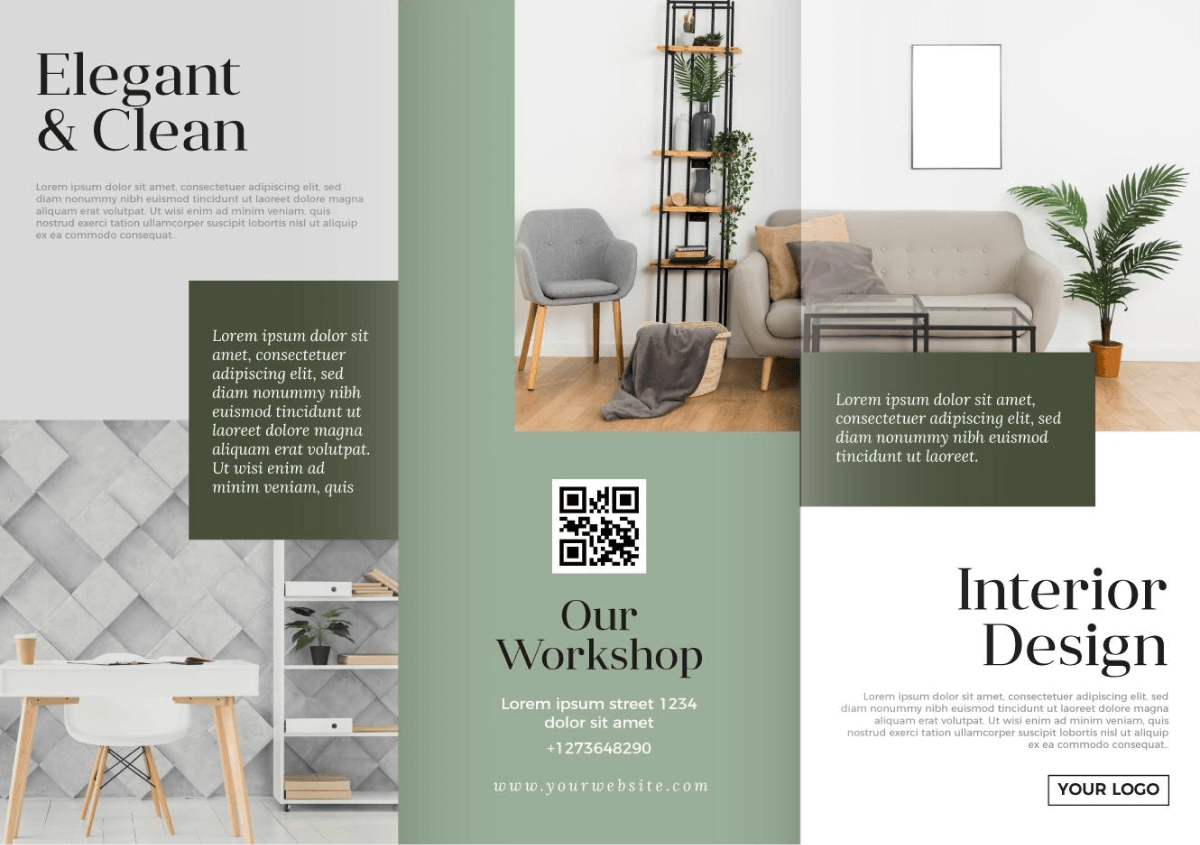 Elegant
& Clean
Lorem ipsum dolor sit amet, consectetuer adipiscing elit, sed
diam nonummy nibh euismod tincidunt ut laoreet dolore magna
aliquam erat volutpat. Ut wisi enim ad minim veniam, quis
nostrud exerci tation ullamcorper suscipit lobortis nisl ut aliquip
ex ea commodo consequat..
Lorem ipsum dolor sit
amet, consectetuer
adipiscing elit, sed
diam nonummy nibh
euismod tincidunt ut
laoreet dolore magna
aliquam erat volutpat.
Ut wisi enim ad
minim veniam, quis
Our
Workshop
Lorem ipsum street 1234
dolor sit amet
+1273648290
www.yourwebsite.com
Lorem ipsum dolor sit amet,
consectetuer adipiscing elit, sed
diam nonummy nibh euismod
tincidunt ut laoreet.
Interior
Design
Lorem ipsum dolor sit amet, consectetuer adipiscing elit, sed
diam nonummy nibh euismod tincidunt ut laoreet dolore magna
aliquam erat volutpat. Ut wisi enim ad minim veniam, quis
nostrud exerci tation ullamcorper suscipit lobortis nisl ut aliquip
ex ea commodo consequat..
YOUR LOGO